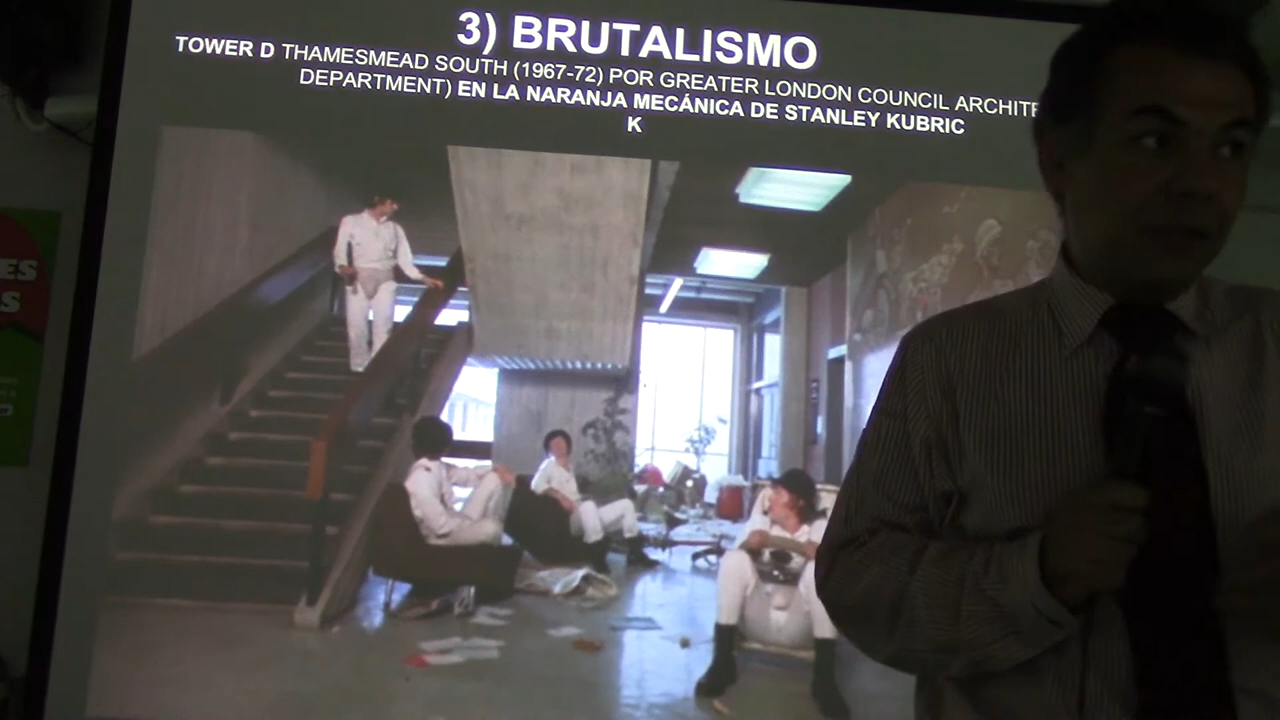 3) BRUTALISMO
TOWER D THAMESMEAD SOUTH (1967-72) POR GREATER LONDON COUNCIL ARCHITE
DEPARTMENT) EN LA NARANJA MECÁNICA DE STANLEY KUBRIC
K
ES
S